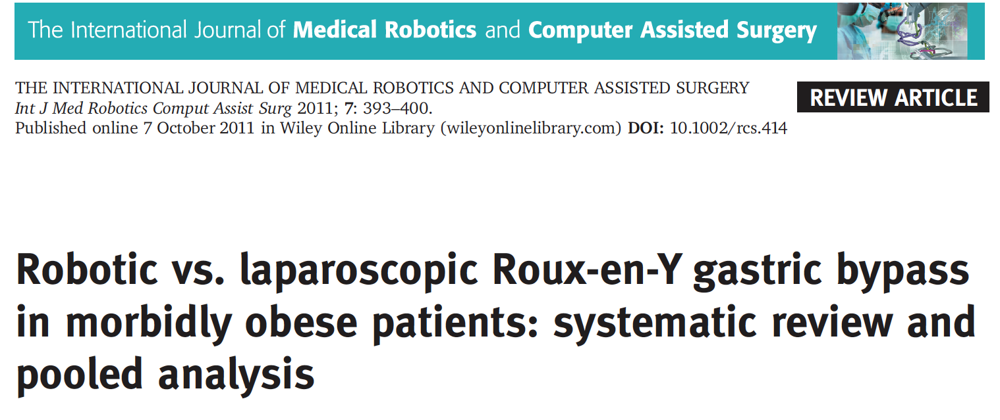 The International Journal of Medical Robotics and Computer Assisted Surgery
THE INTERNATIONAL JOURNAL OF MEDICAL ROBOTICS AND COMPUTER ASSISTED SURGERY
Int J Med Robotics Comput Assist Surg 2011; 7: 393–400.
Published online 7 October 2011 in Wiley Online Library (wileyonlinelibrary.com) DOI: 10.1002/rcs.414
REVIEW ARTICLE
Robotic vs. laparoscopic Roux-en-Y gastric bypass
in morbidly obese patients: systematic review and
pooled analysis